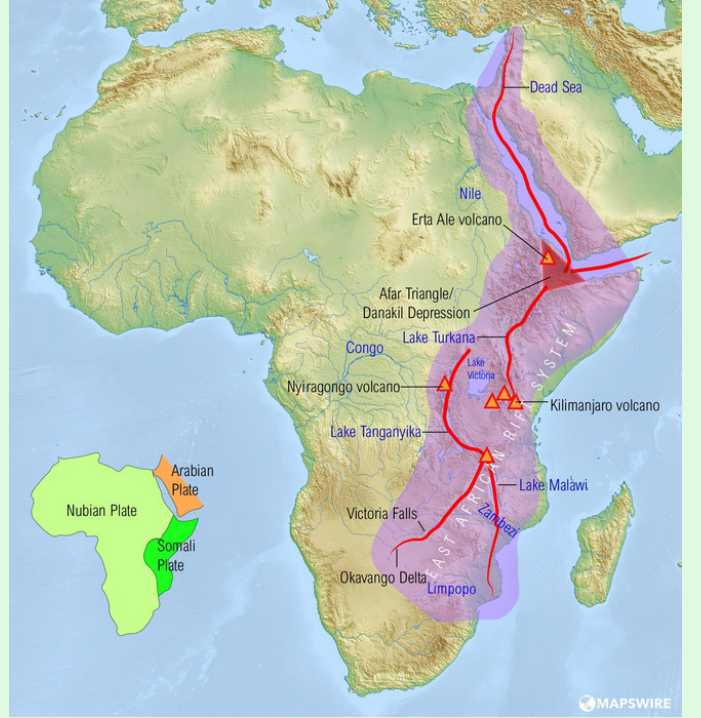 Dead Sea
Nile
Erta Ale volcano
Afar Triangle/
Danakil Depression
Lake Turkana
Congo
Lake
Victoria
Nyiragongo volcano
Kilimanjaro volcano
EAST AFRICAN RIFT SYSTEM
Lake Tanganyika
Arabian
Plate
Nubian Plate
Lake Malawi
Victoria Falls
Zambezi
Somali
Plate
Okavango Delta
Limpopo
MAPSWIRE